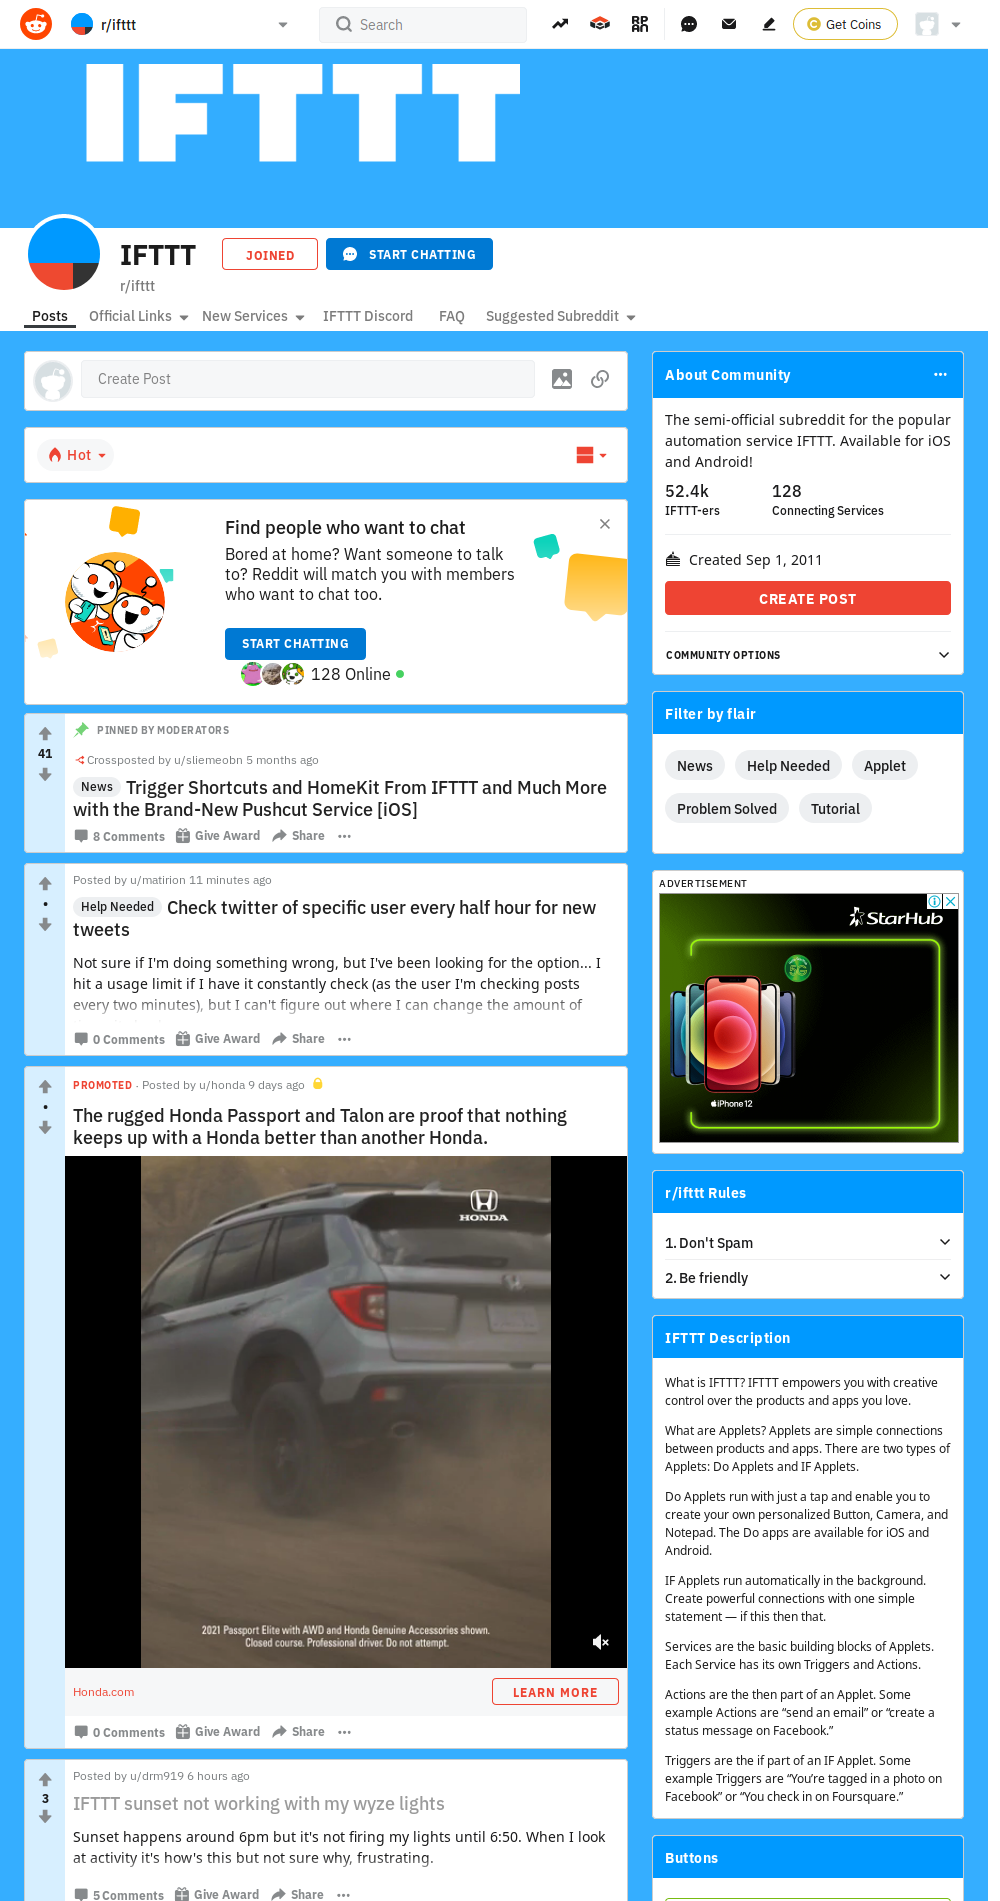 r/ifttt
Search
RPAN
Get Coins
IFTTT
IFTTT
JOINED
START CHATTING
r/ifttt
Posts
Official Links
New Services
IFTTT Discord
FAQ
Suggested Subreddit
Create Post
Hot
Find people who want to chat
Bored at home? Want someone to talk
to? Reddit will match you with members
who want to chat too.
START CHATTING
128 Online
PINNED BY MODERATORS
41
Crossposted by u/sliemeobn 5 months ago
News Trigger Shortcuts and HomeKit From IFTTT and Much More
with the Brand-New Pushcut Service [iOS]
8 Comments Give Award Share
Posted by u/matirion 11 minutes ago
•
Help Needed Check twitter of specific user every half hour for new
tweets
Not sure if I'm doing something wrong, but I've been looking for the option... I
hit a usage limit if I have it constantly check (as the user I'm checking posts
every two minutes), but I can't figure out where I can change the amount of
0 Comments Give Award Share
PROMOTED · Posted by u/honda 9 days ago
•
The rugged Honda Passport and Talon are proof that nothing
keeps up with a Honda better than another Honda.
HONDA
2021 Passport Elite with AWD and Honda Genuine Accessories shown.
Closed course. Professional driver. Do not attempt.
Honda.com
LEARN MORE
0 Comments Give Award Share
Posted by u/drm919 6 hours ago
3
IFTTT sunset not working with my wyze lights
Sunset happens around 6pm but it's not firing my lights until 6:50. When I look
at activity it's how's this but not sure why, frustrating.
5 Comments Give Award Share
About Community
The semi-official subreddit for the popular
automation service IFTTT. Available for iOS
and Android!
52.4k 128
IFTTT-ers Connecting Services
Created Sep 1, 2011
CREATE POST
COMMUNITY OPTIONS
Filter by flair
News Help Needed Applet
Problem Solved Tutorial
ADVERTISEMENT
StarHub
5G
iPhone 12
r/ifttt Rules
1. Don't Spam
2. Be friendly
IFTTT Description
What is IFTTT? IFTTT empowers you with creative
control over the products and apps you love.
What are Applets? Applets are simple connections
between products and apps. There are two types of
Applets: Do Applets and IF Applets.
Do Applets run with just a tap and enable you to
create your own personalized Button, Camera, and
Notepad. The Do apps are available for iOS and
Android.
IF Applets run automatically in the background.
Create powerful connections with one simple
statement — if this then that.
Services are the basic building blocks of Applets.
Each Service has its own Triggers and Actions.
Actions are the then part of an Applet. Some
example Actions are “send an email” or “create a
status message on Facebook.”
Triggers are the if part of an IF Applet. Some
example Triggers are “You’re tagged in a photo on
Facebook” or “You check in on Foursquare.”
Buttons